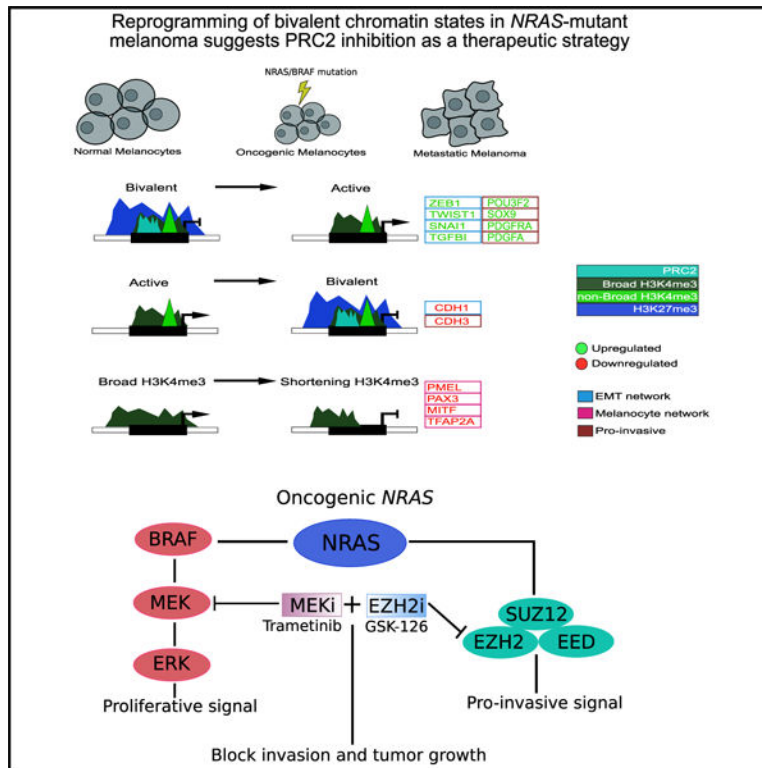 Reprogramming of bivalent chromatin states in NRAS-mutant
melanoma suggests PRC2 inhibition as a therapeutic strategy
NRAS/BRAF mutation
Normal Melanocytes
Oncogenic Melanocytes
Metastatic Melanoma
Bivalent
Active
ZEB1
POU3F2
TWIST1
SOX9
SNAI1
PDGFRA
TGFBI
PDGFA
Active
Bivalent
CDH1
CDH3
Broad H3K4me3
Shortening H3K4me3
PMEL
PAX3
MITF
TFAP2A
PRC2
Broad H3K4me3
non-Broad H3K4me3
H3K27me3
Upregulated
Downregulated
EMT network
Melanocyte network
Pro-invasive
Oncogenic NRAS
BRAF
NRAS
MEK
MEKi
+
EZH2i
Trametinib
GSK-126
SUZ12
EZH2
EED
ERK
Proliferative signal
Pro-invasive signal
Block invasion and tumor growth